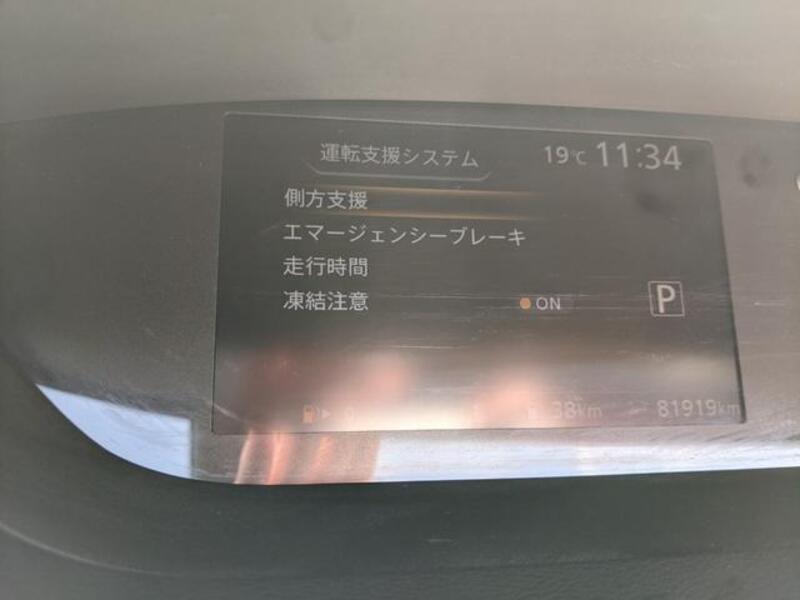 運転支援システム 19℃ 11:34
側方支援
エマージェンシーブレーキ
走行時間
凍結注意 ON P
38km 81919km